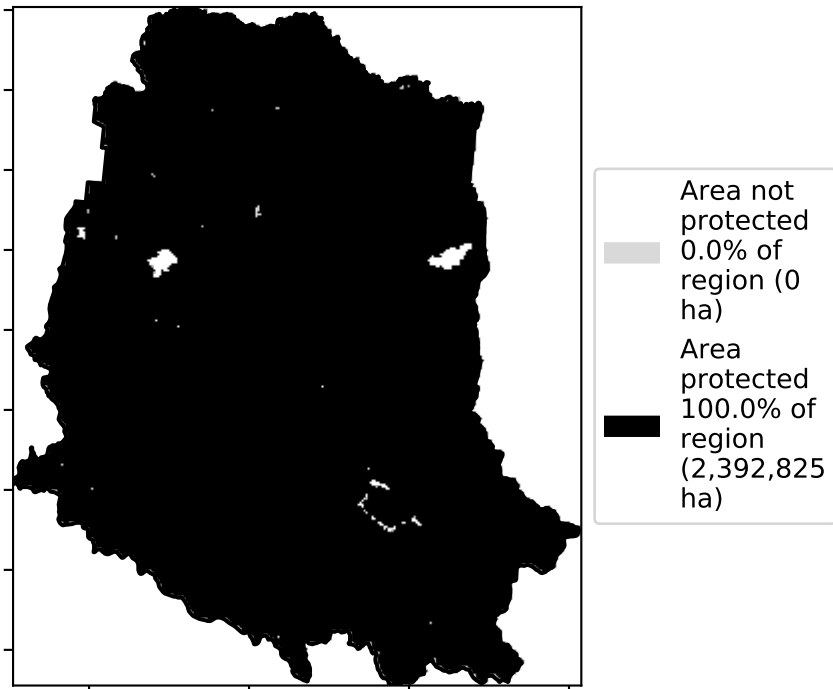 Area not
protected
0.0% of
region (0
ha)
Area
protected
100.0% of
region
(2,392,825
ha)